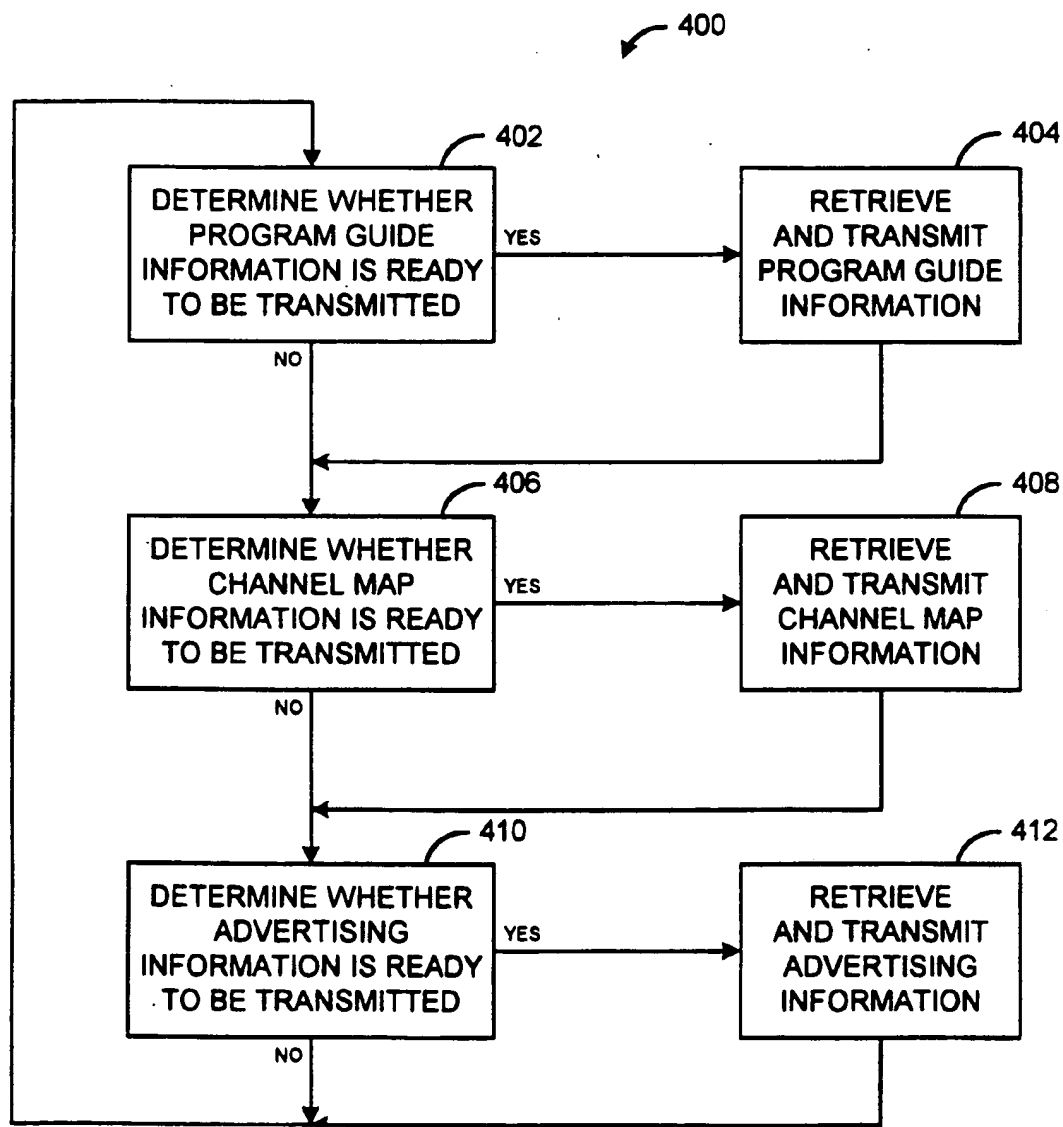 400
402
404
DETERMINE WHETHER
PROGRAM GUIDE
INFORMATION IS READY
TO BE TRANSMITTED
YES
RETRIEVE
AND TRANSMIT
PROGRAM GUIDE
INFORMATION
NO
406
408
DETERMINE WHETHER
CHANNEL MAP
INFORMATION IS READY
TO BE TRANSMITTED
YES
RETRIEVE
AND TRANSMIT
CHANNEL MAP
INFORMATION
NO
410
412
DETERMINE WHETHER
ADVERTISING
INFORMATION IS READY
TO BE TRANSMITTED
YES
RETRIEVE
AND TRANSMIT
ADVERTISING
INFORMATION
NO